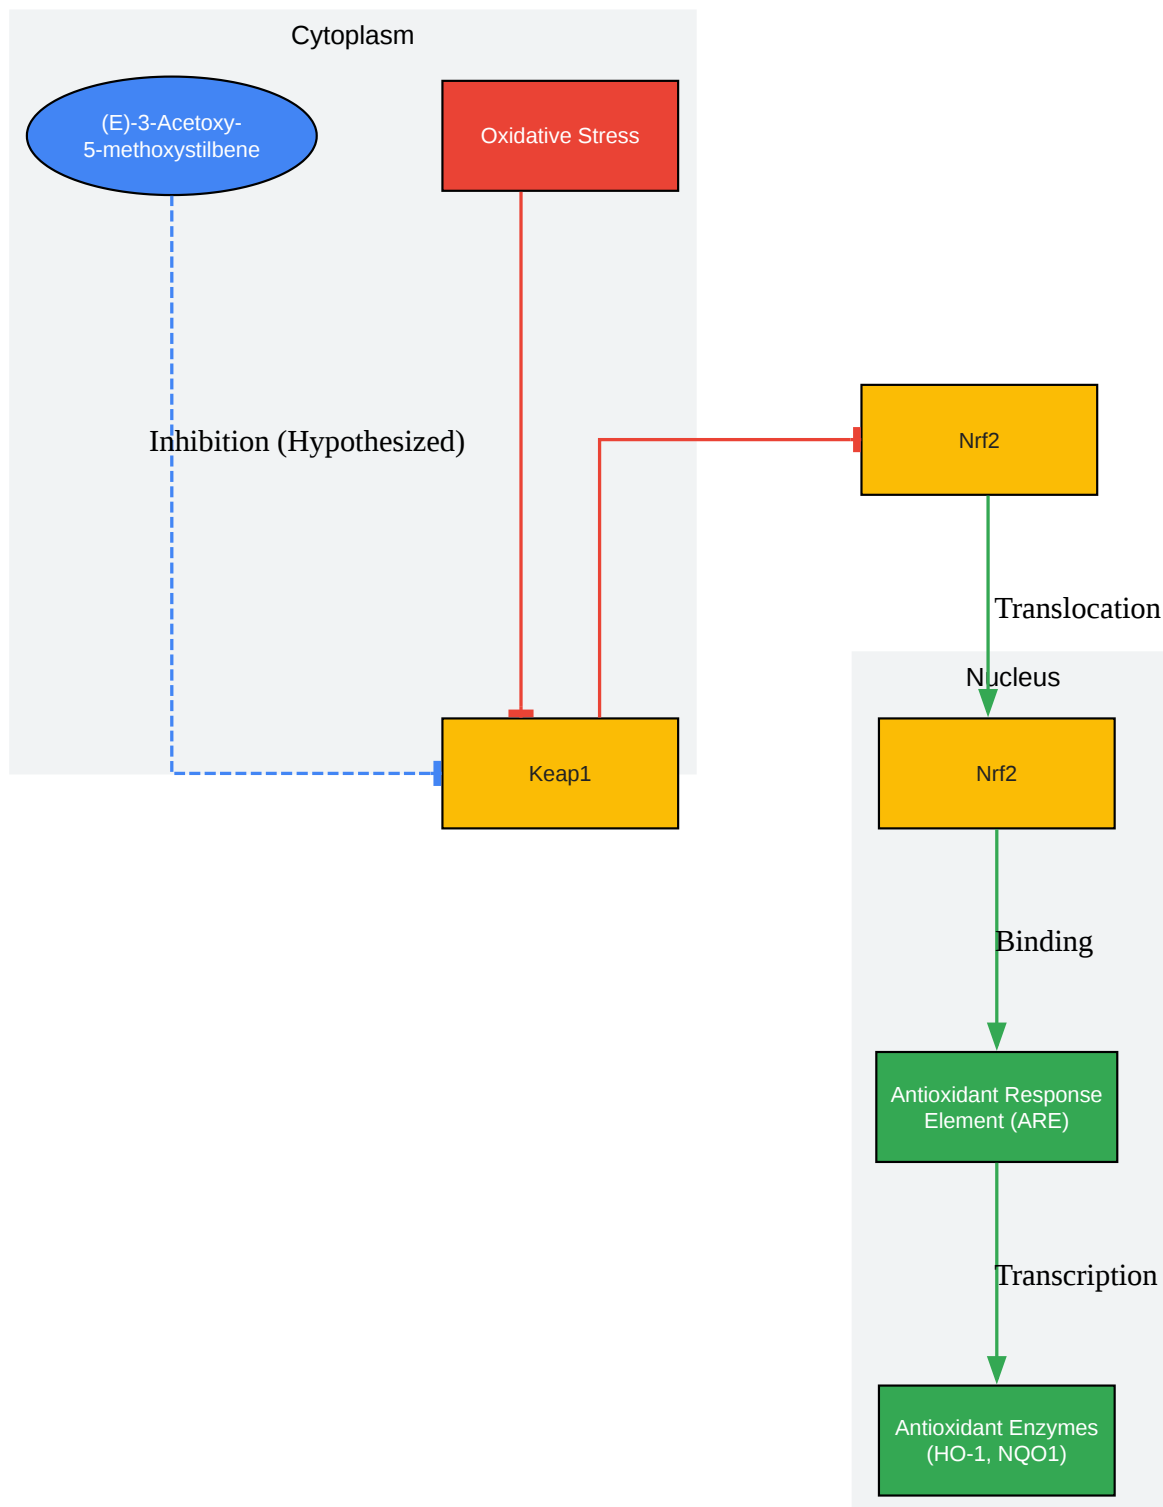 Cytoplasm
(E)-3-Acetoxy-
5-methoxystilbene
Oxidative Stress
Inhibition (Hypothesized)
Nrf2
Translocation
Nucleus
Keap1
Nrf2
Binding
Antioxidant Response
Element (ARE)
Transcription
Antioxidant Enzymes
(HO-1, NQO1)